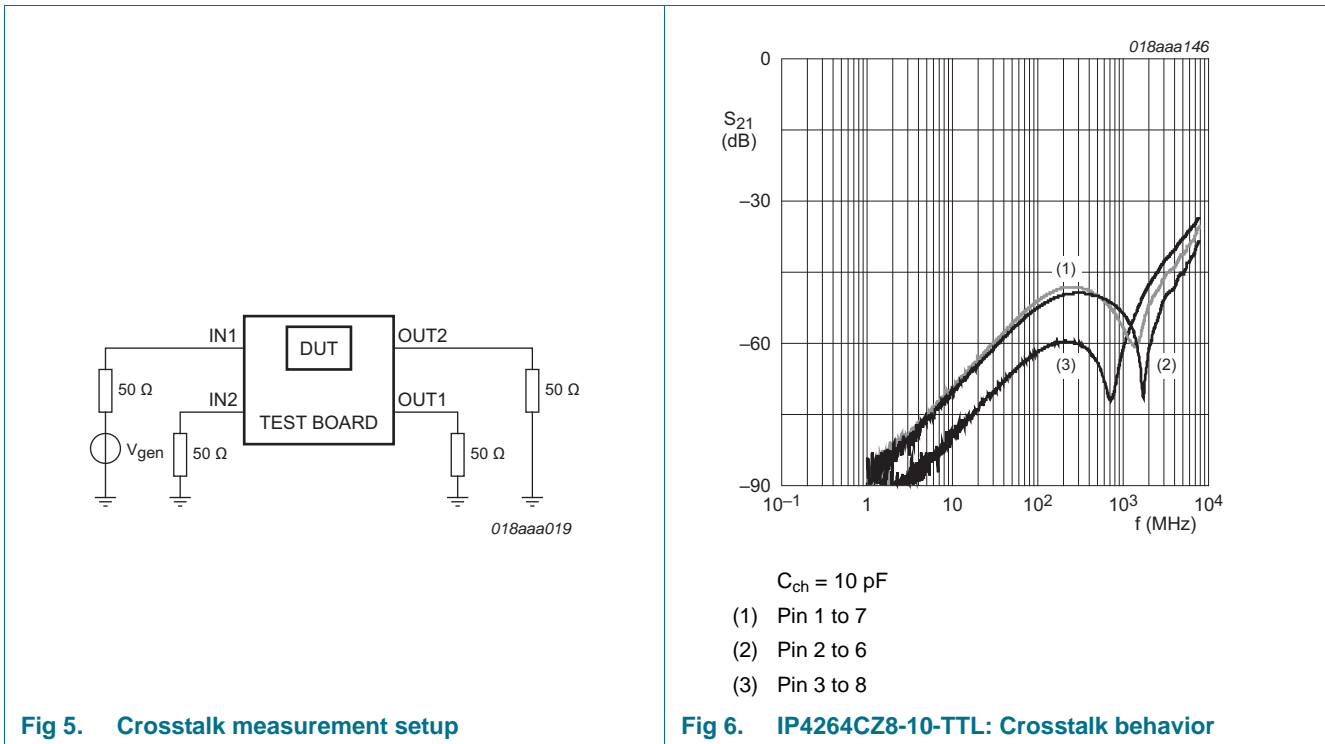 IN1
DUT
OUT2
50 Ω
50 Ω
IN2
OUT1
TEST BOARD
Vgen
50 Ω
50 Ω
018aaa019
Fig 5. Crosstalk measurement setup
018aaa146
0
S21
(dB)
–30
(1)
–60
(3)
(2)
–90
10–1
1
10
102
103
104
f (MHz)
Cch = 10 pF
(1) Pin 1 to 7
(2) Pin 2 to 6
(3) Pin 3 to 8
Fig 6. IP4264CZ8-10-TTL: Crosstalk behavior